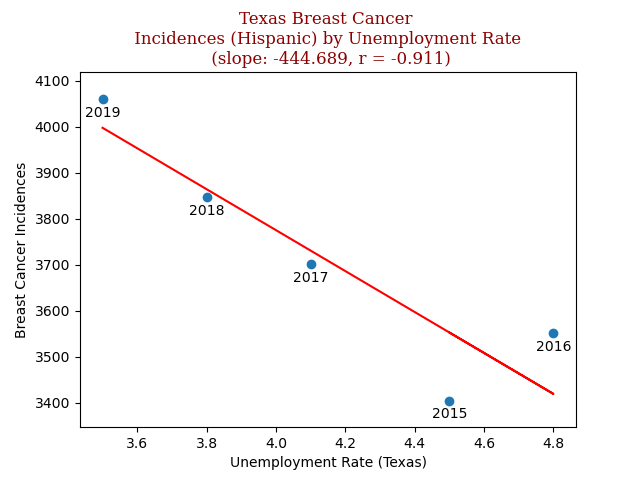 Texas Breast Cancer
Incidences (Hispanic) by Unemployment Rate
(slope: -444.689, r = -0.911)
4100
4000
3900
3800
3700
3600
3500
3400
Breast Cancer Incidences
2019
2018
2017
2016
2015
3.6 3.8 4.0 4.2 4.4 4.6 4.8
Unemployment Rate (Texas)